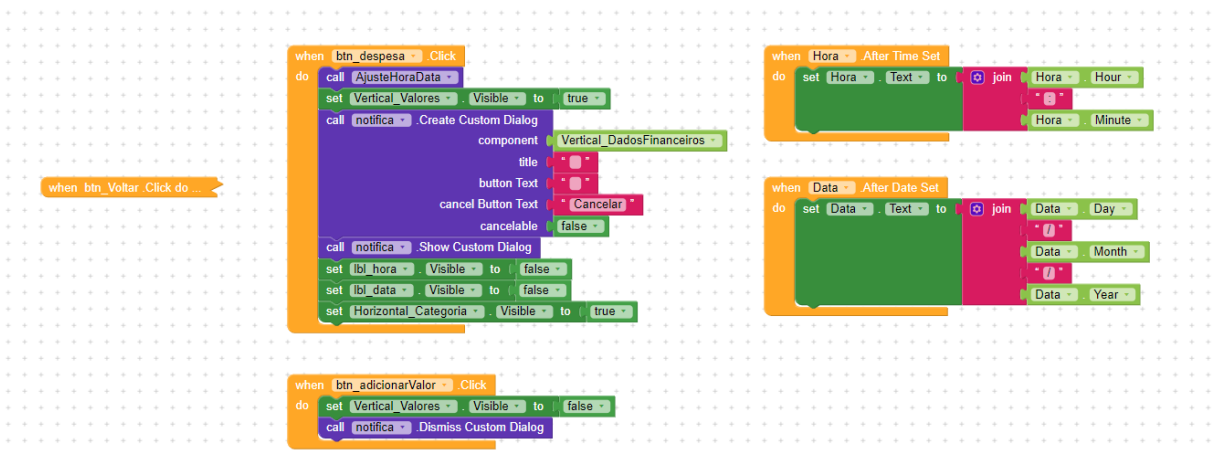 when btn_Voltar .Click do ...
when btn_despesa .Click
do call AjusteHoraData
set Vertical_Valores . Visible to true
call notifica .Create Custom Dialog
component Vertical_DadosFinanceiros
title " "
button Text " "
cancel Button Text " Cancelar "
cancelable false
call notifica .Show Custom Dialog
set lbl_hora . Visible to false
set lbl_data . Visible to false
set Horizontal_Categoria . Visible to true
when btn_adicionarValor .Click
do set Vertical_Valores . Visible to false
call notifica .Dismiss Custom Dialog
when Hora .After Time Set
do set Hora . Text to join Hora . Hour
" : "
Hora . Minute
when Data .After Date Set
do set Data . Text to join Data . Day
" / "
Data . Month
" / "
Data . Year